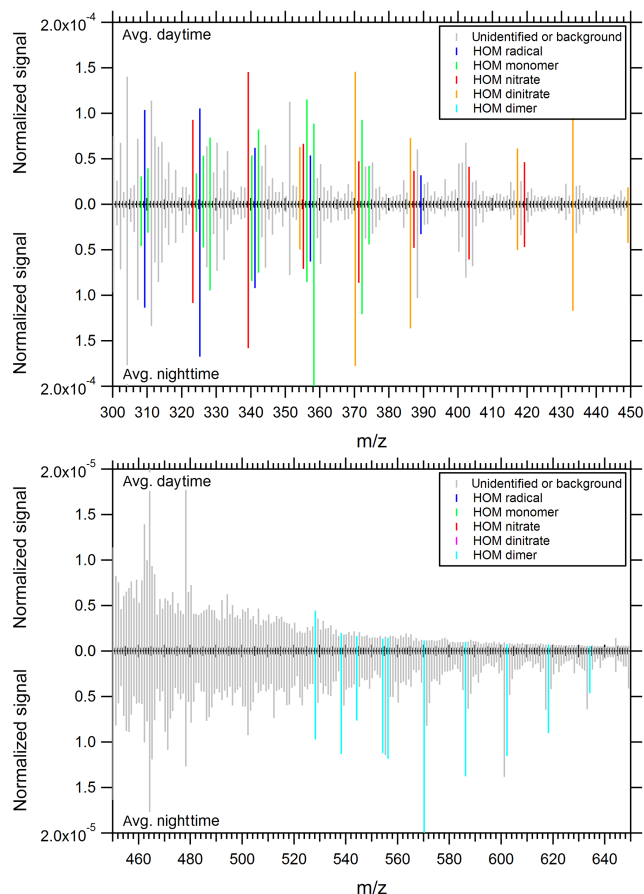 Avg. daytime
Unidentified or background
HOM radical
HOM monomer
HOM nitrate
HOM dinitrate
HOM dimer
Normalized signal
2.0x10-4
1.5
1.0
0.5
0.0
0.5
1.0
1.5
2.0x10-4
Normalized signal
Avg. nighttime
300 310 320 330 340 350 360 370 380 390 400 410 420 430 440 450
m/z
Avg. daytime
Unidentified or background
HOM radical
HOM monomer
HOM nitrate
HOM dinitrate
HOM dimer
Normalized signal
2.0x10-5
1.5
1.0
0.5
0.0
0.5
1.0
1.5
2.0x10-5
Normalized signal
Avg. nighttime
460 480 500 520 540 560 580 600 620 640
m/z